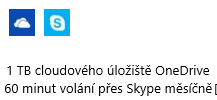 1 TB cloudového úložiště OneDrive
60 minut volání přes Skype měsíčně[